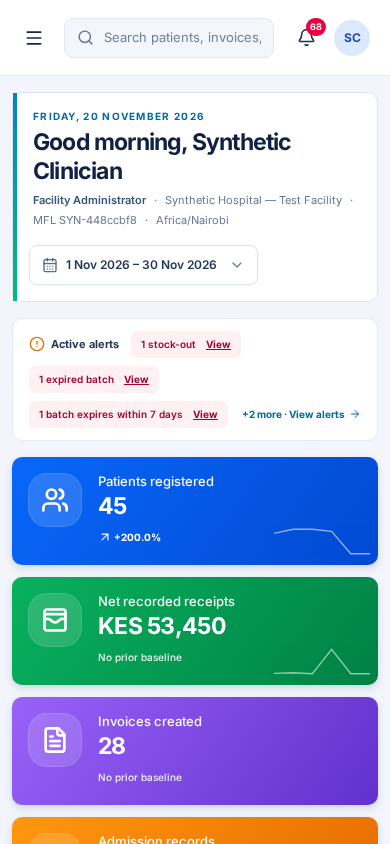 Search patients, invoices,
68
SC
FRIDAY, 20 NOVEMBER 2026
Good morning, Synthetic
Clinician
Facility Administrator · Synthetic Hospital — Test Facility ·
MFL SYN-448ccbf8 · Africa/Nairobi
1 Nov 2026 – 30 Nov 2026
Active alerts 1 stock-out View
1 expired batch View
1 batch expires within 7 days View +2 more · View alerts
Patients registered
45
+200.0%
Net recorded receipts
KES 53,450
No prior baseline
Invoices created
28
No prior baseline
Admission records